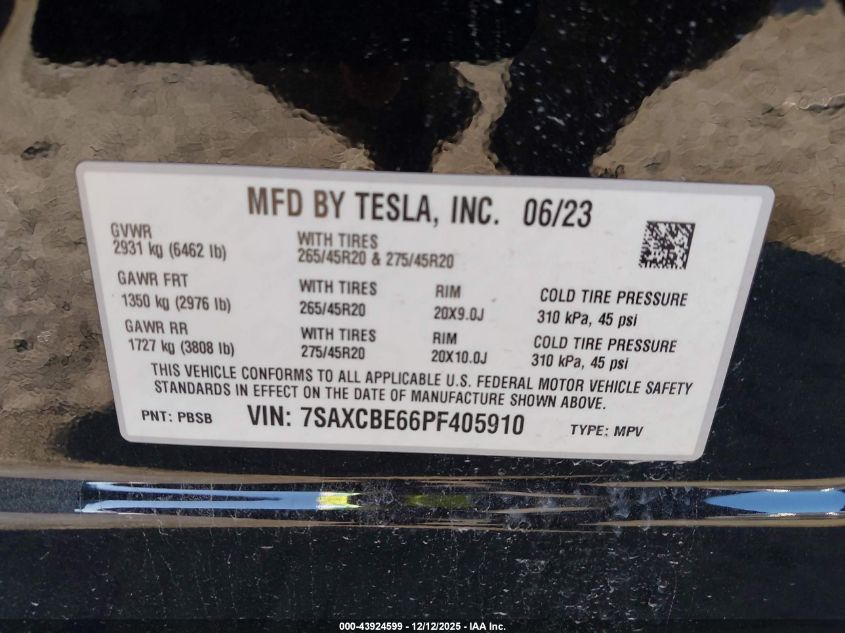 MFD BY TESLA, INC. 06/23
GVWR
2931 kg (6462 lb)
WITH TIRES
265/45R20 & 275/45R20
GAWR FRT
1350 kg (2976 lb)
WITH TIRES
265/45R20
RIM
20X9.0J
COLD TIRE PRESSURE
310 kPa, 45 psi
GAWR RR
1727 kg (3808 lb)
WITH TIRES
275/45R20
RIM
20X10.0J
COLD TIRE PRESSURE
310 kPa, 45 psi
THIS VEHICLE CONFORMS TO ALL APPLICABLE U.S. FEDERAL MOTOR VEHICLE SAFETY
STANDARDS IN EFFECT ON THE DATE OF MANUFACTURE SHOWN ABOVE.
PNT: PBSB VIN: 7SAXCBE66PF405910 TYPE: MPV
000-43924599 - 12/12/2025 - IAA Inc.